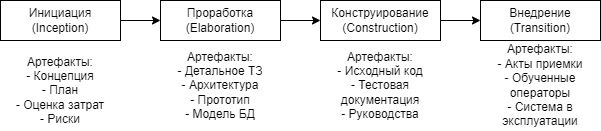 Инициация
(Inception)
Проработка
(Elaboration)
Конструирование
(Construction)
Внедрение
(Transition)
Артефакты:
- Концепция
- План
- Оценка затрат
- Риски
Артефакты:
- Детальное ТЗ
- Архитектура
- Прототип
- Модель БД
Артефакты:
- Исходный код
- Тестовая
документация
- Руководства
Артефакты:
- Акты приемки
- Обученные
операторы
- Система в
эксплуатации